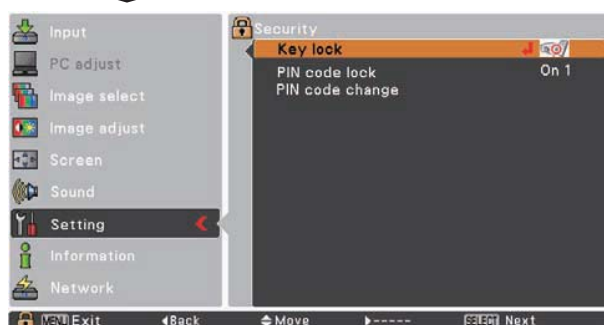 Input
PC adjust
Image select
Image adjust
Screen
Sound
Setting
Information
Network
Security
Key lock
PIN code lock On 1
PIN code change
MENU Exit ◀Back Move ▶----- SELECT Next